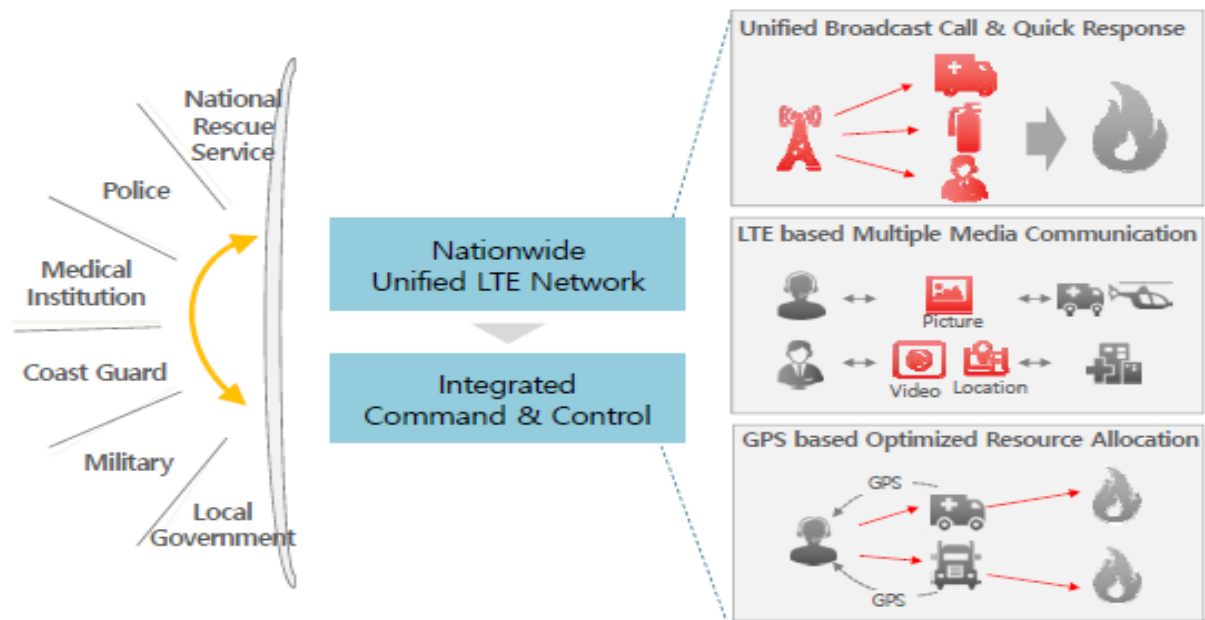 National
Rescue
Service
Police
Medical
Institution
Coast Guard
Military
Local
Government
Nationwide
Unified LTE Network
Integrated
Command & Control
Unified Broadcast Call & Quick Response
LTE based Multiple Media Communication
Picture
Video
Location
GPS based Optimized Resource Allocation
GPS
GPS